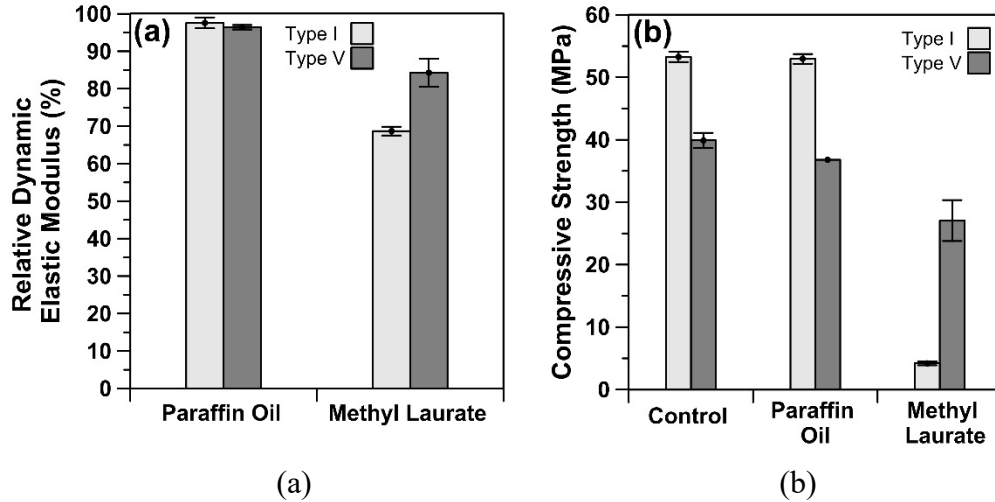 Relative Dynamic
Elastic Modulus (%)
100
90
80
70
60
50
40
30
20
10
0
(a)
Type I
Type V
Paraffin Oil
Methyl Laurate
Compressive Strength (MPa)
60
50
40
30
20
10
0
(b)
Type I
Type V
Control
Paraffin
Oil
Methyl
Laurate
(a)
(b)